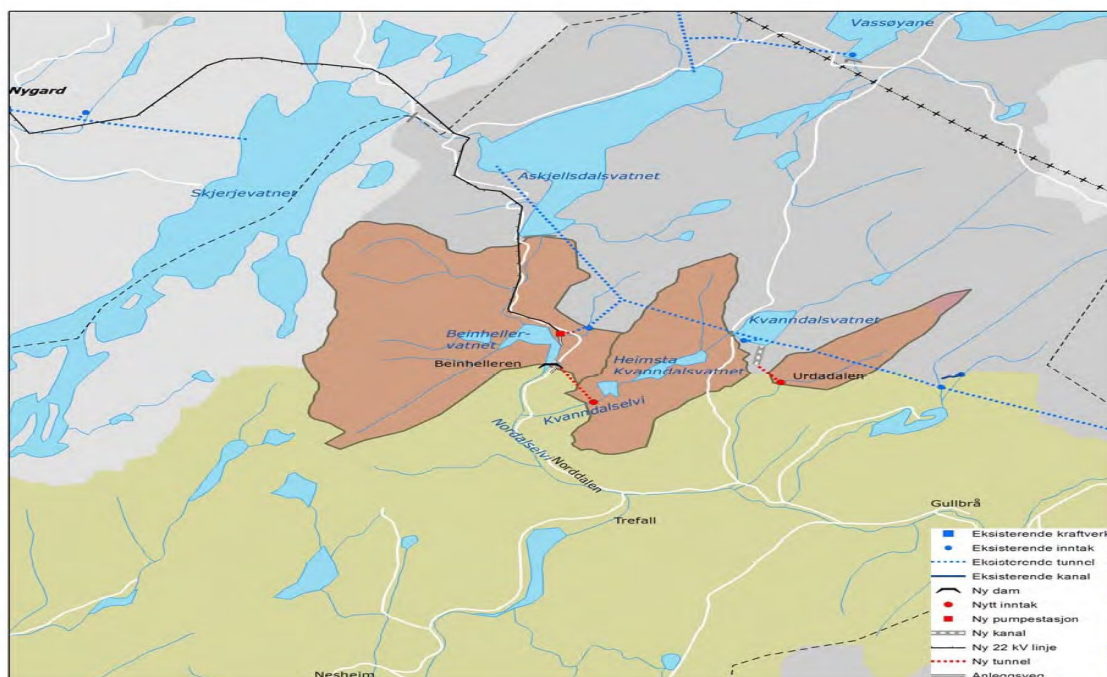 Vassøyane
Nygard
Askjellsdalsvatnet
Skjerjevatnet
Kvanndalsvatnet
Beinheller-
vatnet
Beinhelleren
Heimsta
Kvanndalsvatnet
Urdadalen
Kvanndalselvi
Nordalselvi
Norddalen
Trefall
Gullbrå
Nesheim
Eksisterende kraftverk
Eksisterende inntak
Eksisterende tunnel
Eksisterende kanal
Ny dam
Nytt inntak
Ny pumpestasjon
Ny kanal
Ny 22 kV linje
Ny tunnel
Anleggsveg